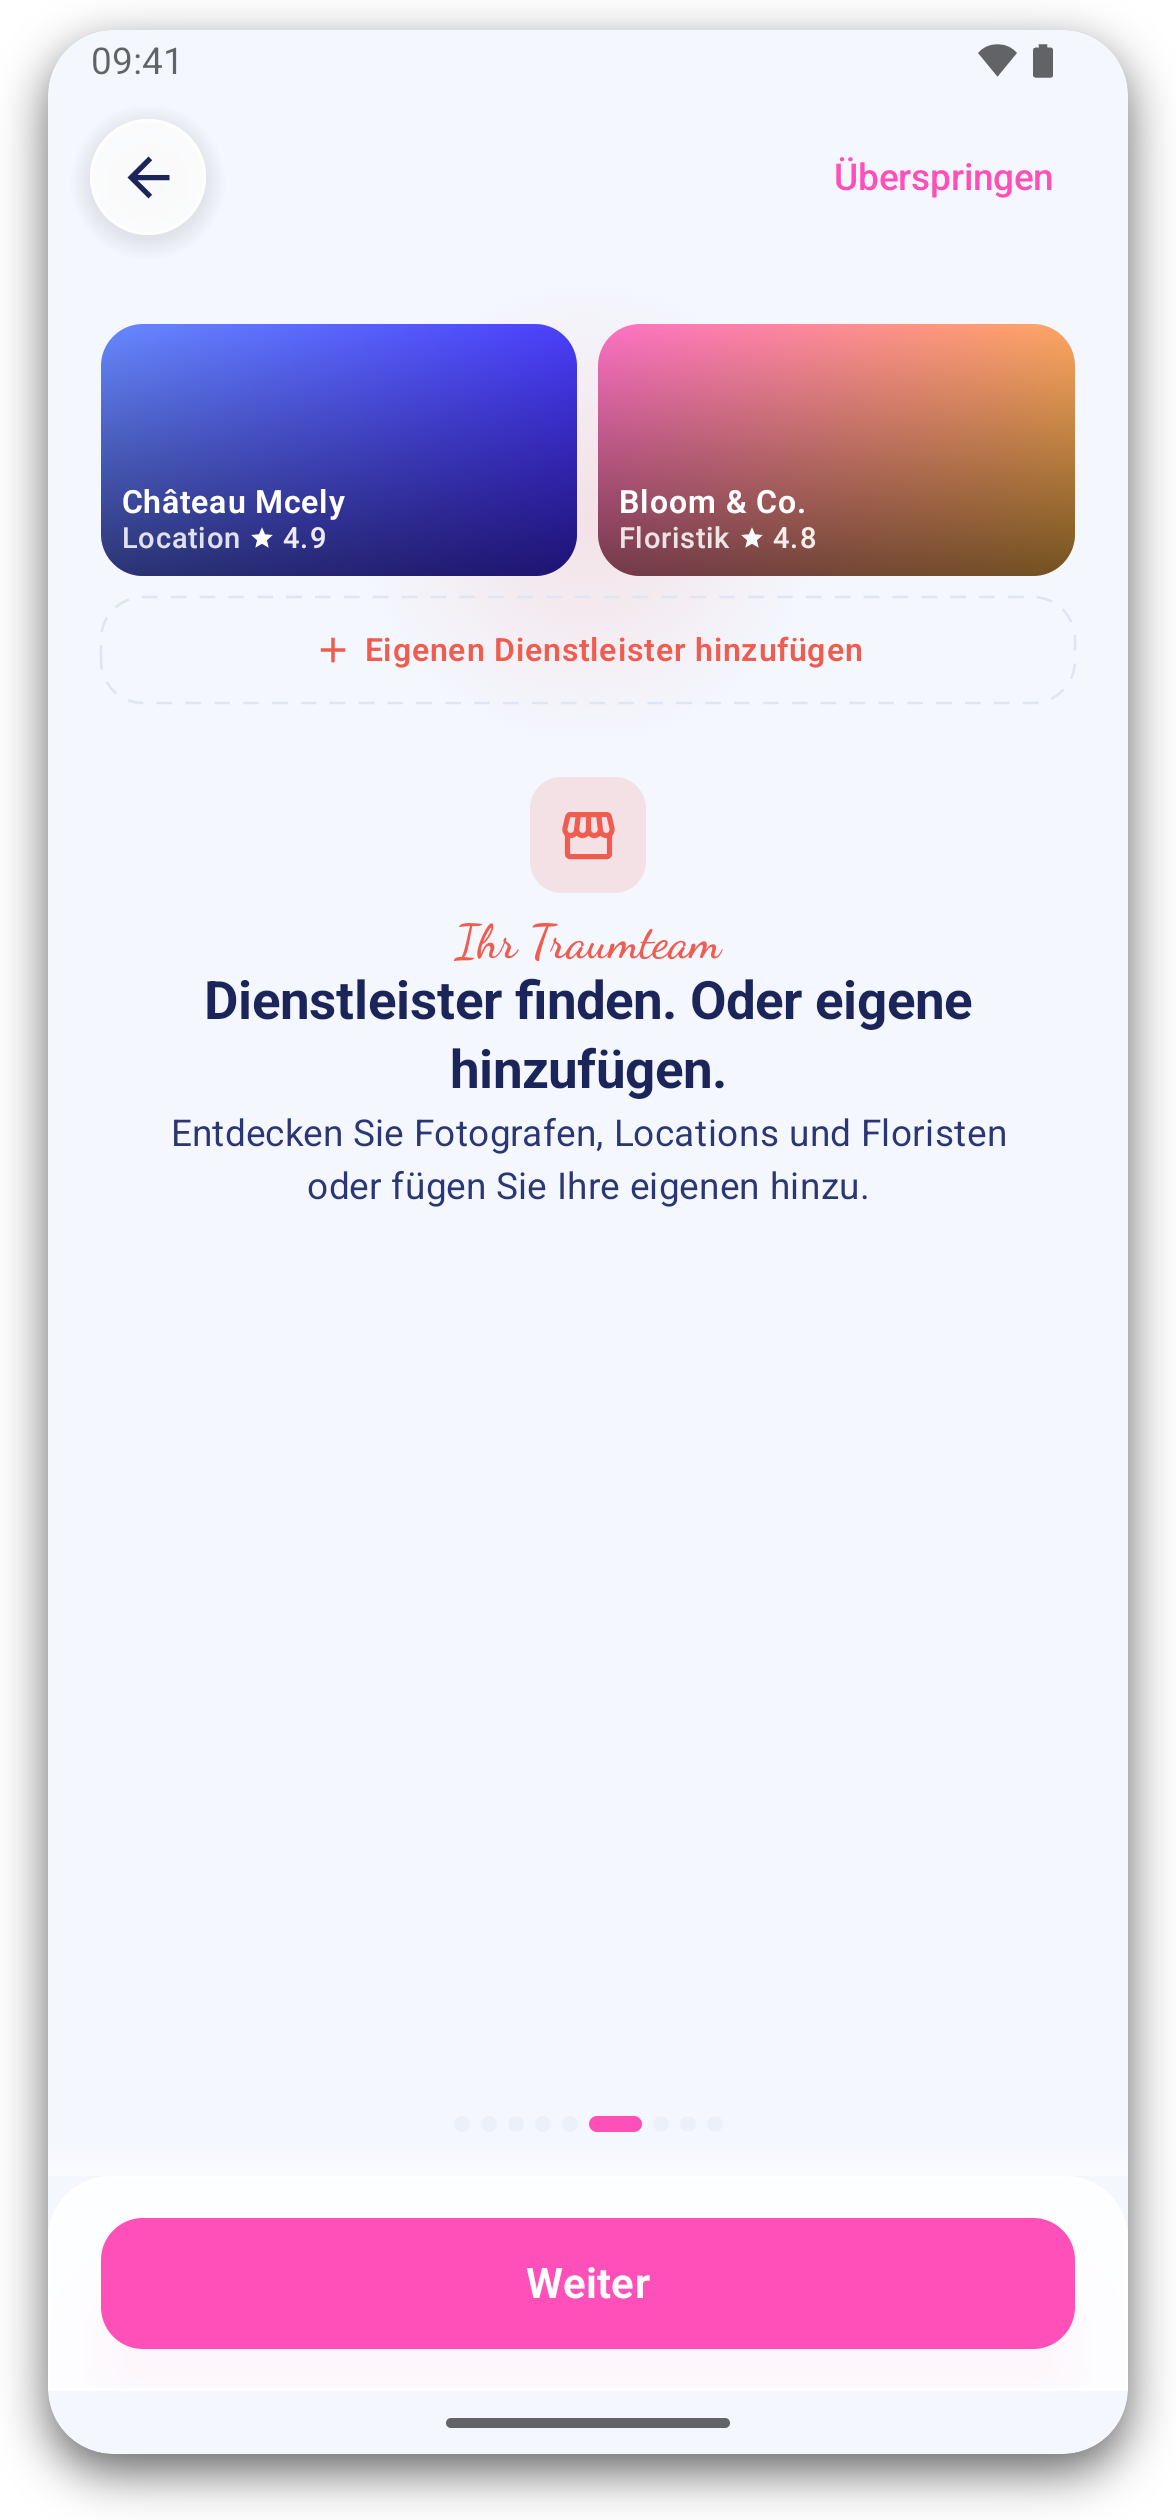 09:41
Überspringen
Château Mcely
Location ★ 4.9
Bloom & Co.
Floristik ★ 4.8
+ Eigenen Dienstleister hinzufügen
Ihr Traumteam
Dienstleister finden. Oder eigene
hinzufügen.
Entdecken Sie Fotografen, Locations und Floristen
oder fügen Sie Ihre eigenen hinzu.
Weiter